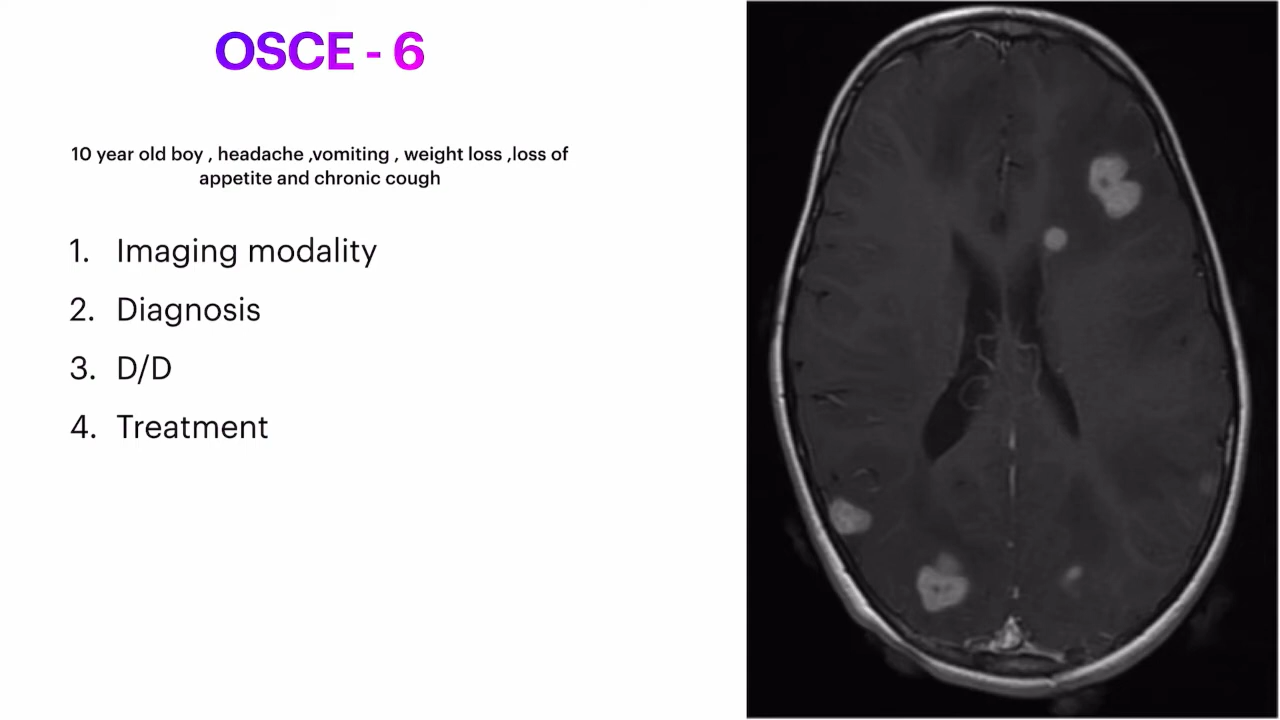 OSCE - 6
10 year old boy , headache ,vomiting , weight loss ,loss of
appetite and chronic cough
1. Imaging modality
2. Diagnosis
3. D/D
4. Treatment